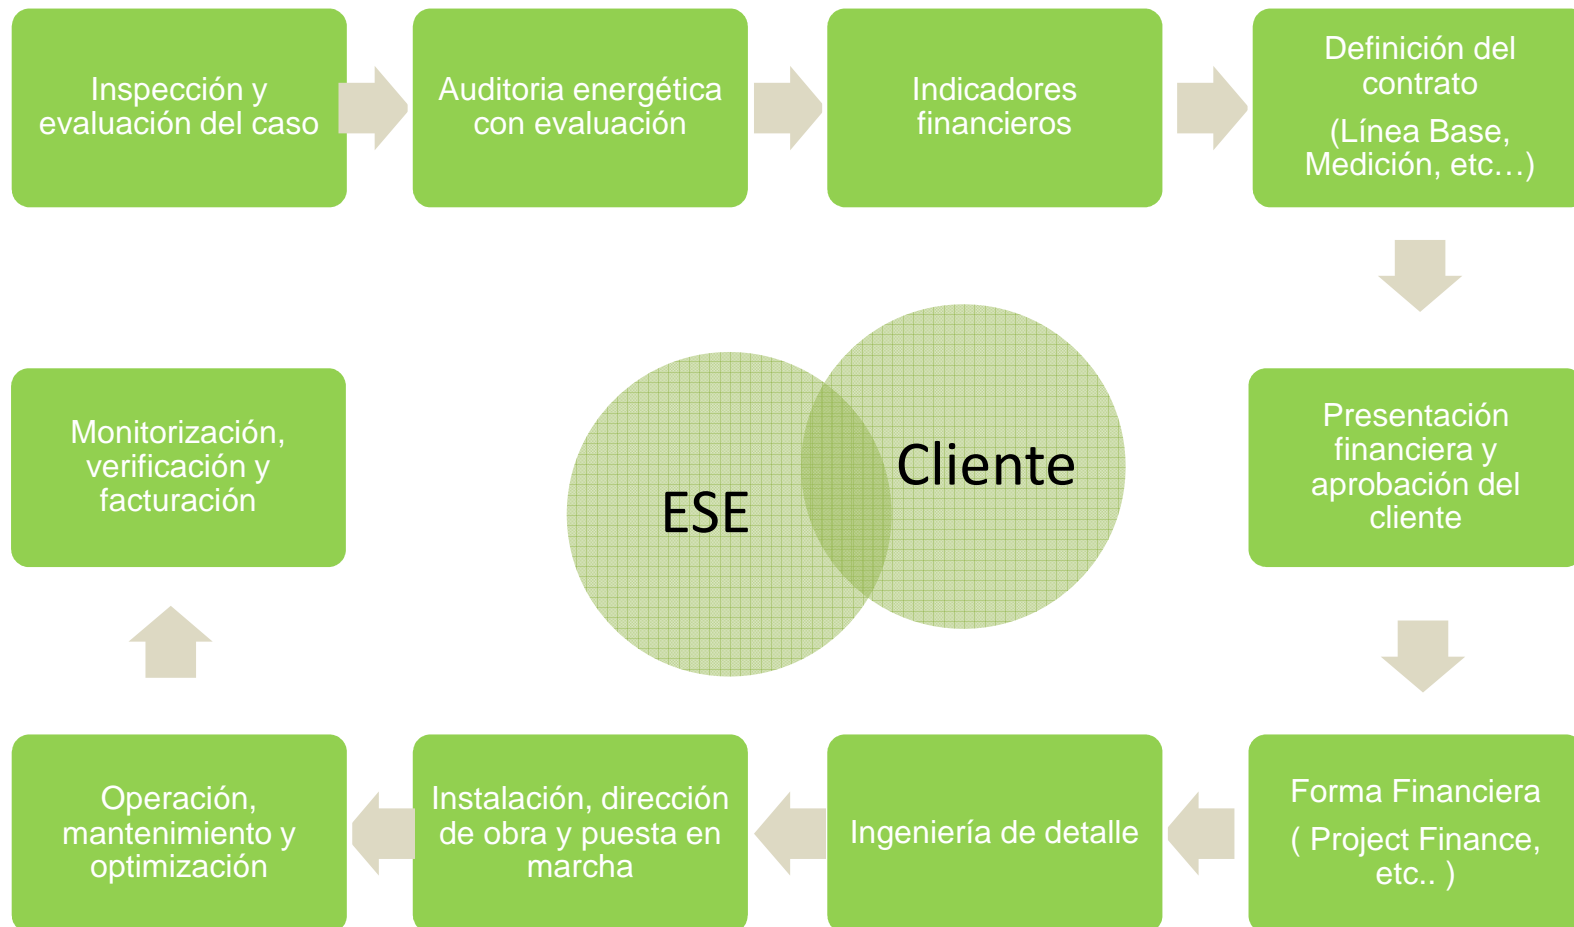 Inspección y
evaluación del caso
Auditoria energética
con evaluación
Indicadores
financieros
Definición del
contrato
(Línea Base,
Medición, etc…)
Presentación
financiera y
aprobación del
cliente
Forma Financiera
( Project Finance,
etc.. )
Ingeniería de detalle
Instalación, dirección
de obra y puesta en
marcha
Operación,
mantenimiento y
optimización
Monitorización,
verificación y
facturación
ESE
Cliente